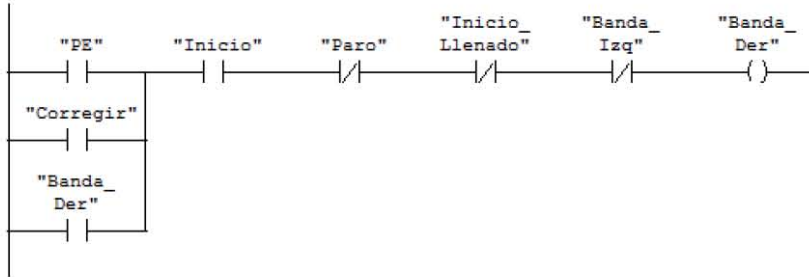 "PE"
"Inicio"
"Paro"
"Inicio_
Llenado"
"Banda_
Izq"
"Banda_
Der"
"Corregir"
"Banda_
Der"